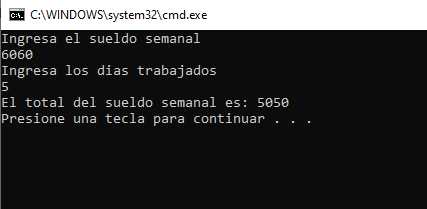 C:\WINDOWS\system32\cmd.exe
Ingresa el sueldo semanal
6060
Ingresa los dias trabajados
5
El total del sueldo semanal es: 5050
Presione una tecla para continuar . . .